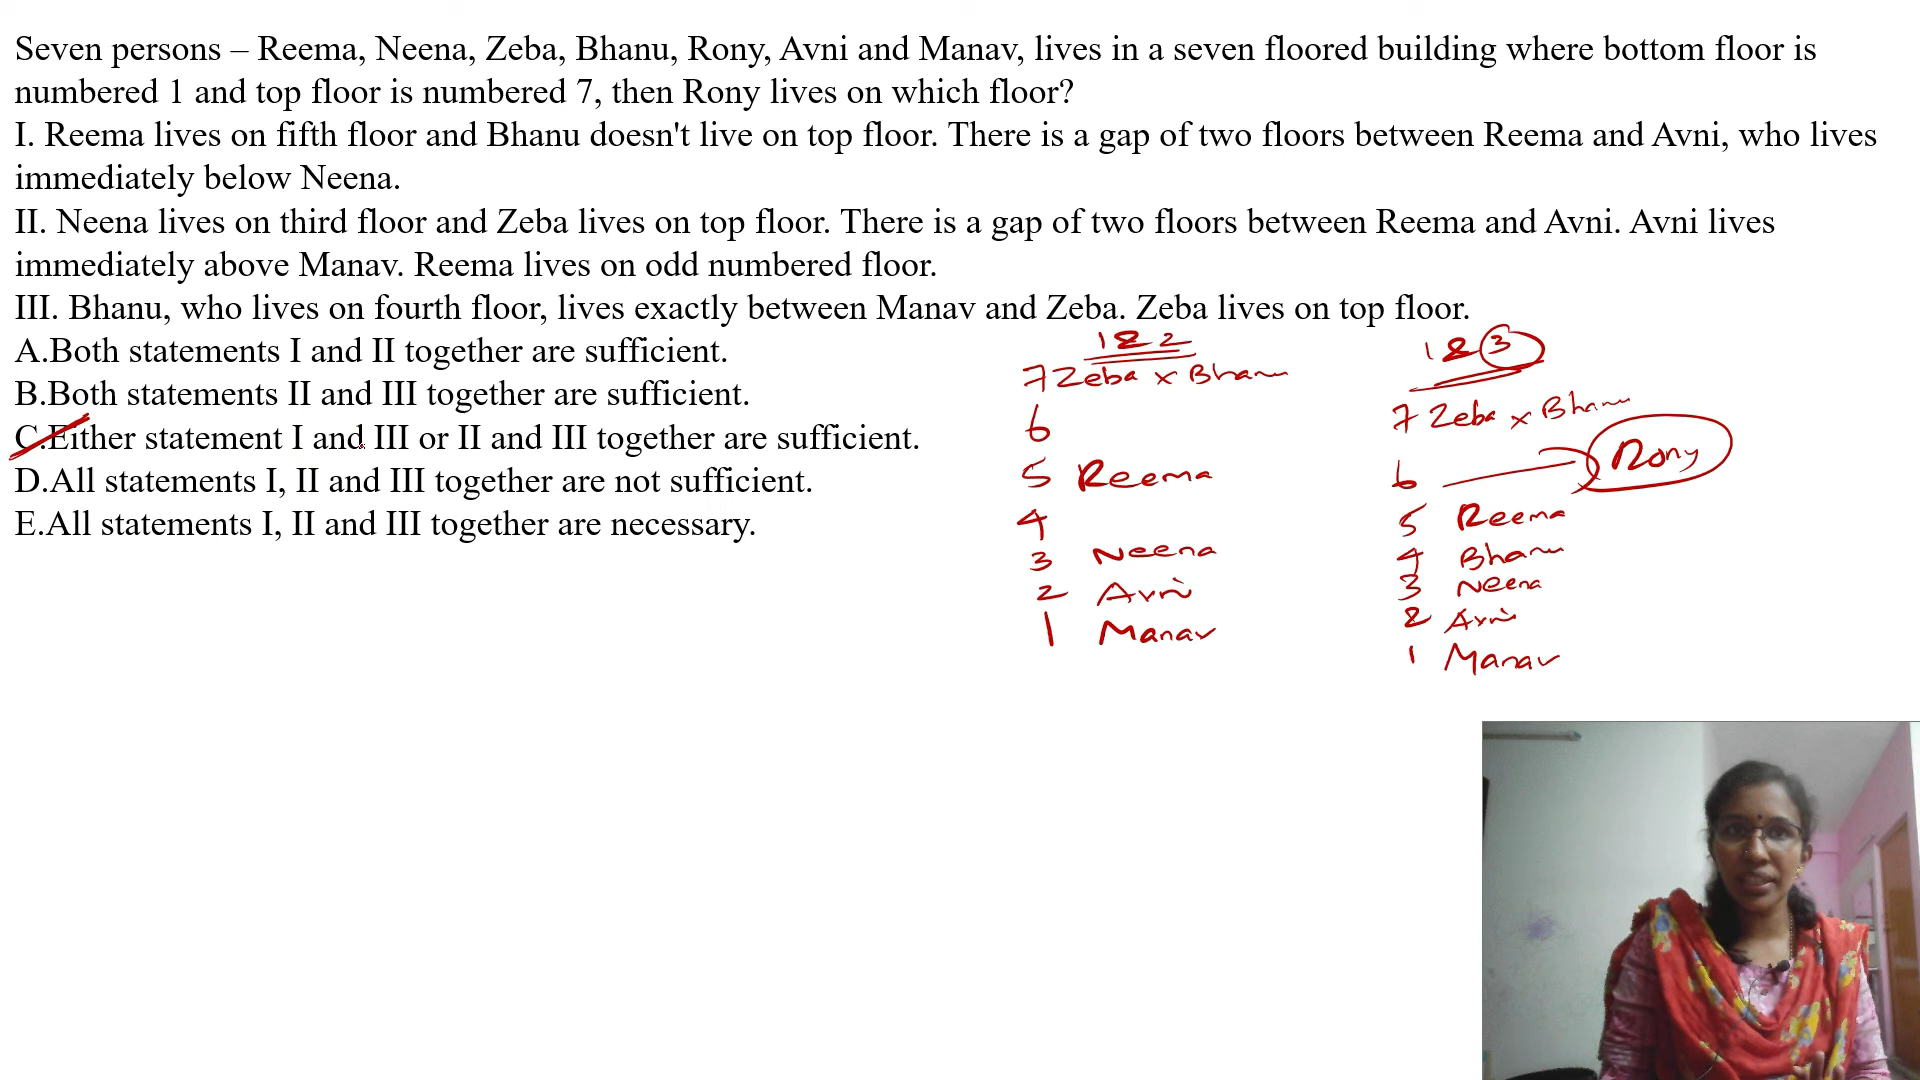 Seven persons – Reema, Neena, Zeba, Bhanu, Rony, Avni and Manav, lives in a seven floored building where bottom floor is
numbered 1 and top floor is numbered 7, then Rony lives on which floor?
I. Reema lives on fifth floor and Bhanu doesn't live on top floor. There is a gap of two floors between Reema and Avni, who lives
immediately below Neena.
II. Neena lives on third floor and Zeba lives on top floor. There is a gap of two floors between Reema and Avni. Avni lives
immediately above Manav. Reema lives on odd numbered floor.
III. Bhanu, who lives on fourth floor, lives exactly between Manav and Zeba. Zeba lives on top floor.
A.Both statements I and II together are sufficient.
B.Both statements II and III together are sufficient.
C.Either statement I and III or II and III together are sufficient.
D.All statements I, II and III together are not sufficient.
E.All statements I, II and III together are necessary.
1 & 2
7 Zeba x Bhanu
6
5 Reema
4
3 Neena
2 Avni
1 Manav
1 & 3
7 Zeba x Bhanu
6 Rony
5 Reema
4 Bhanu
3 Neena
2 Avni
1 Manav